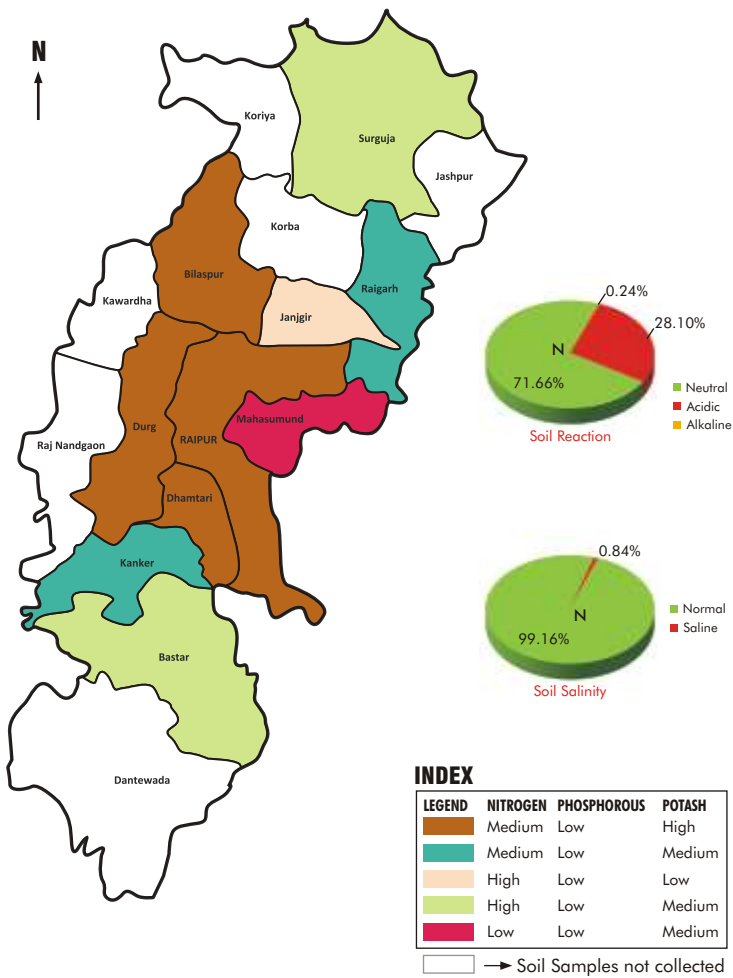 N
Koriya
Surguja
Jashpur
Korba
Bilaspur
Raigarh
Kawardha
Janjgir
Mahasumund
Durg
RAIPUR
Raj Nandgaon
Dhamtari
Kanker
Bastar
Dantewada
0.24%
28.10%
N
71.66%
Neutral
Acidic
Alkaline
Soil Reaction
0.84%
N
99.16%
Normal
Saline
Soil Salinity
INDEX
LEGEND NITROGEN PHOSPHOROUS POTASH
Medium Low High
Medium Low Medium
High Low Low
High Low Medium
Low Low Medium
Soil Samples not collected